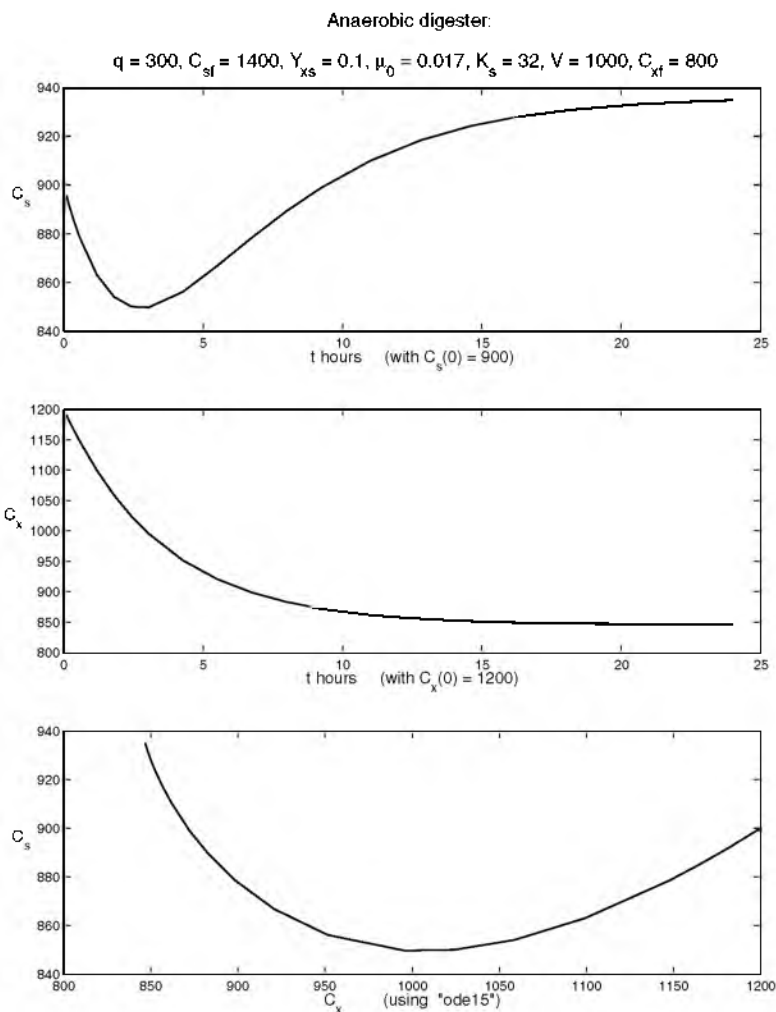 Anaerobic digester:
q = 300, C_sf = 1400, Y_xs = 0.1, μ_0 = 0.017, K_s = 32, V = 1000, C_xf = 800
940
920
900
880
860
840
C_s
0 5 10 15 20 25
t hours (with C_s(0) = 900)
1200
1150
1100
1050
1000
950
900
850
800
C_x
0 5 10 15 20 25
t hours (with C_x(0) = 1200)
940
920
900
880
860
840
C_s
800 850 900 950 1000 1050 1100 1150 1200
C_x (using "ode15")